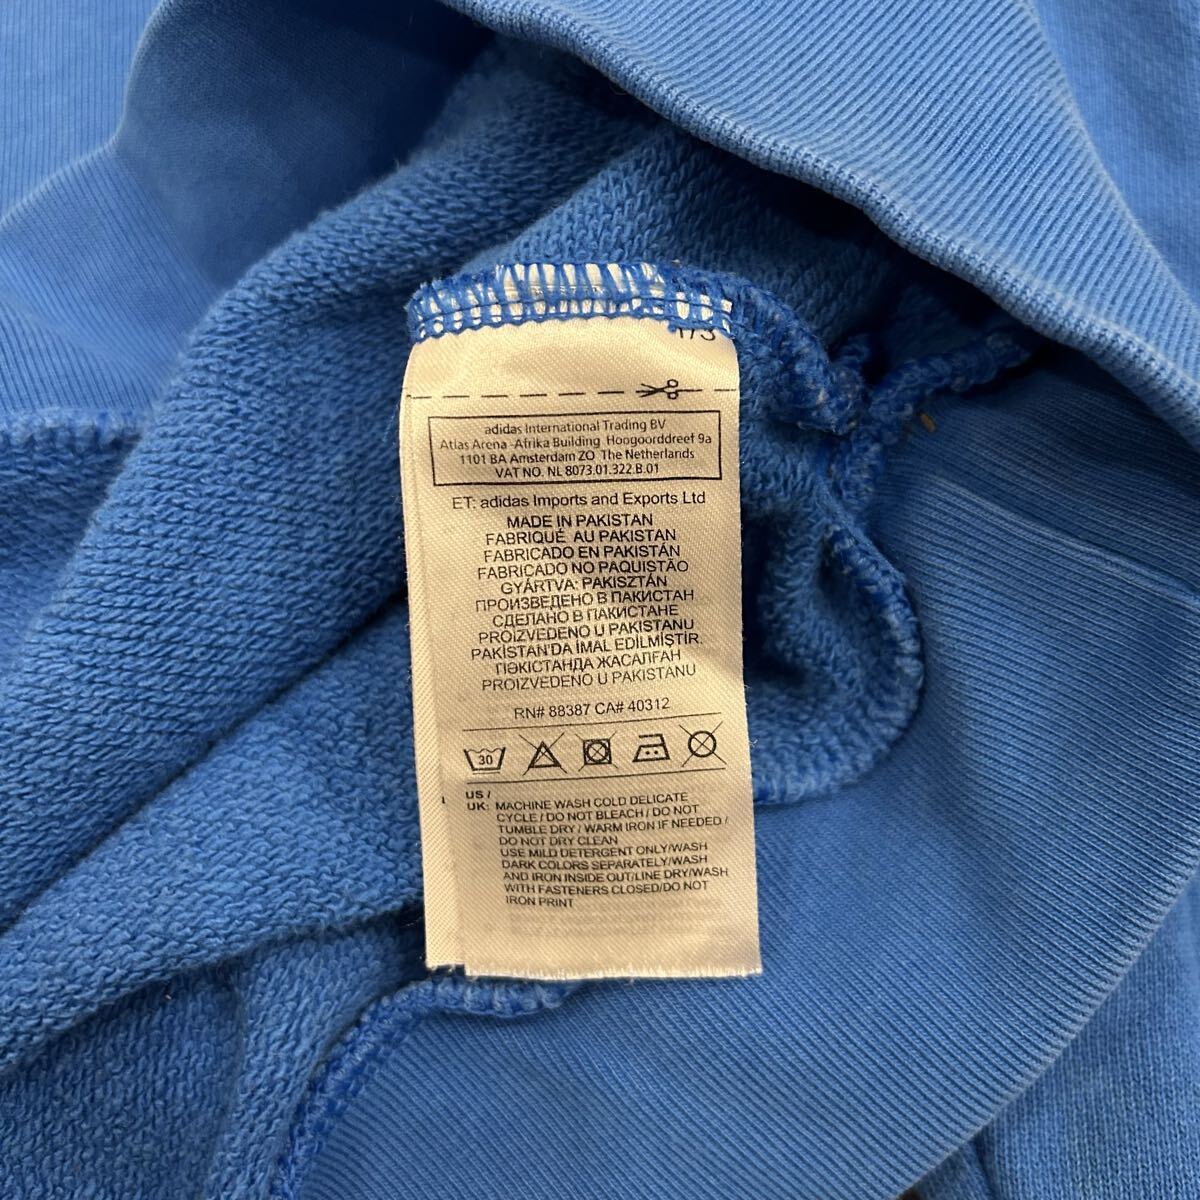 1/3
adidas International Trading BV
Atlas Arena -Afrika Building Hoogoorddreef 9a
1101 BA Amsterdam ZO The Netherlands
VAT NO. NL 8073.01.322.B.01
ET: adidas Imports and Exports Ltd
MADE IN PAKISTAN
FABRIQUÉ AU PAKISTAN
FABRICADO EN PAKISTÁN
FABRICADO NO PAQUISTÃO
GYÁRTVA: PAKISZTÁN
ПРОИЗВЕДЕНО В ПАКИСТАН
СДЕЛАНО В ПАКИСТАНЕ
PROIZVEDENO U PAKISTANU
PAKİSTAN'DA İMAL EDİLMİŞTİR.
ПӘКІСТАНДА ЖАСАЛҒАН
PROIZVEDENO U PAKISTANU
RN# 88387 CA# 40312
30
US /
UK: MACHINE WASH COLD DELICATE
CYCLE / DO NOT BLEACH / DO NOT
TUMBLE DRY / WARM IRON IF NEEDED /
DO NOT DRY CLEAN
USE MILD DETERGENT ONLY/WASH
DARK COLORS SEPARATELY/WASH
AND IRON INSIDE OUT/LINE DRY/WASH
WITH FASTENERS CLOSED/DO NOT
IRON PRINT